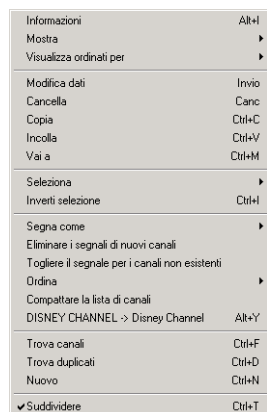 Informazioni Alt+I
Mostra
Visualizza ordinati per
Modifica dati Invio
Cancella Canc
Copia Ctrl+C
Incolla Ctrl+V
Vai a Ctrl+M
Seleziona
Inverti selezione Ctrl+I
Segna come
Eliminare i segnali di nuovi canali
Togliere il segnale per i canali non esistenti
Ordina
Compattare la lista di canali
DISNEY CHANNEL -> Disney Channel Alt+Y
Trova canali Ctrl+F
Trova duplicati Ctrl+D
Nuovo Ctrl+N
Suddividere Ctrl+T